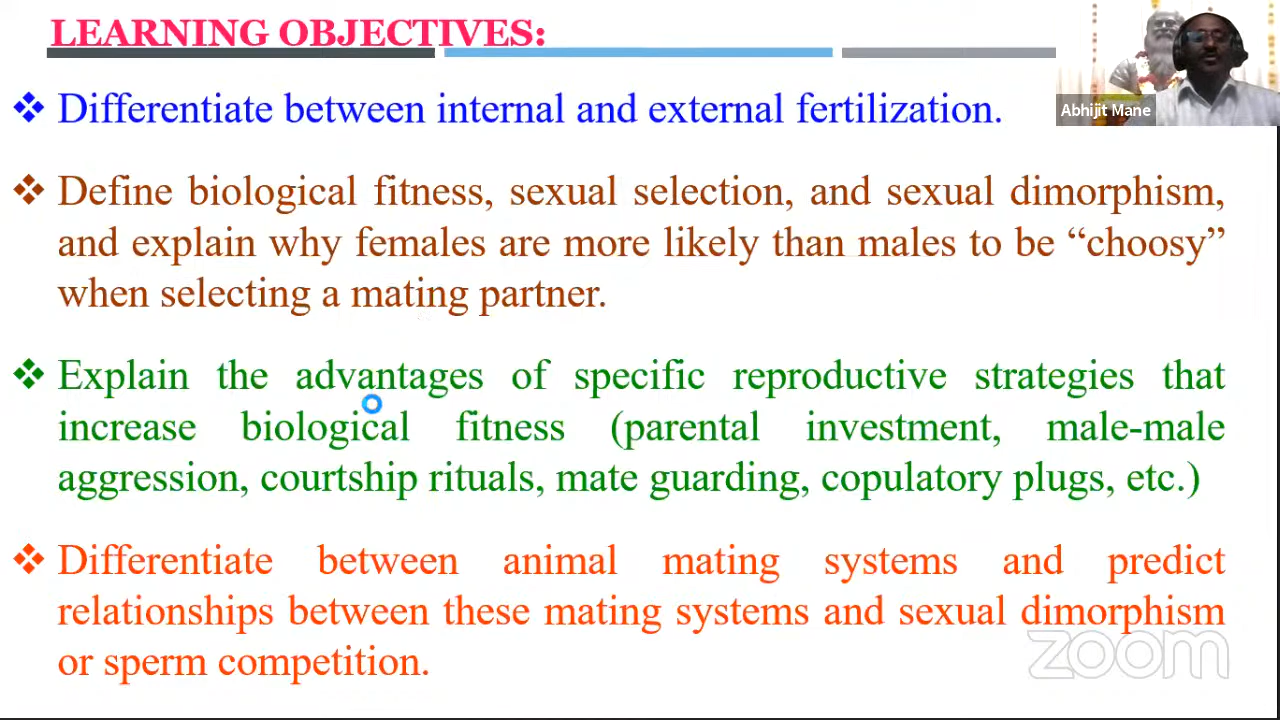 LEARNING OBJECTIVES:
Abhijit Mane
❖ Differentiate between internal and external fertilization.
❖ Define biological fitness, sexual selection, and sexual dimorphism,
and explain why females are more likely than males to be “choosy”
when selecting a mating partner.
❖ Explain the advantages of specific reproductive strategies that
increase biological fitness (parental investment, male-male
aggression, courtship rituals, mate guarding, copulatory plugs, etc.)
❖ Differentiate between animal mating systems and predict
relationships between these mating systems and sexual dimorphism
or sperm competition.
zoom